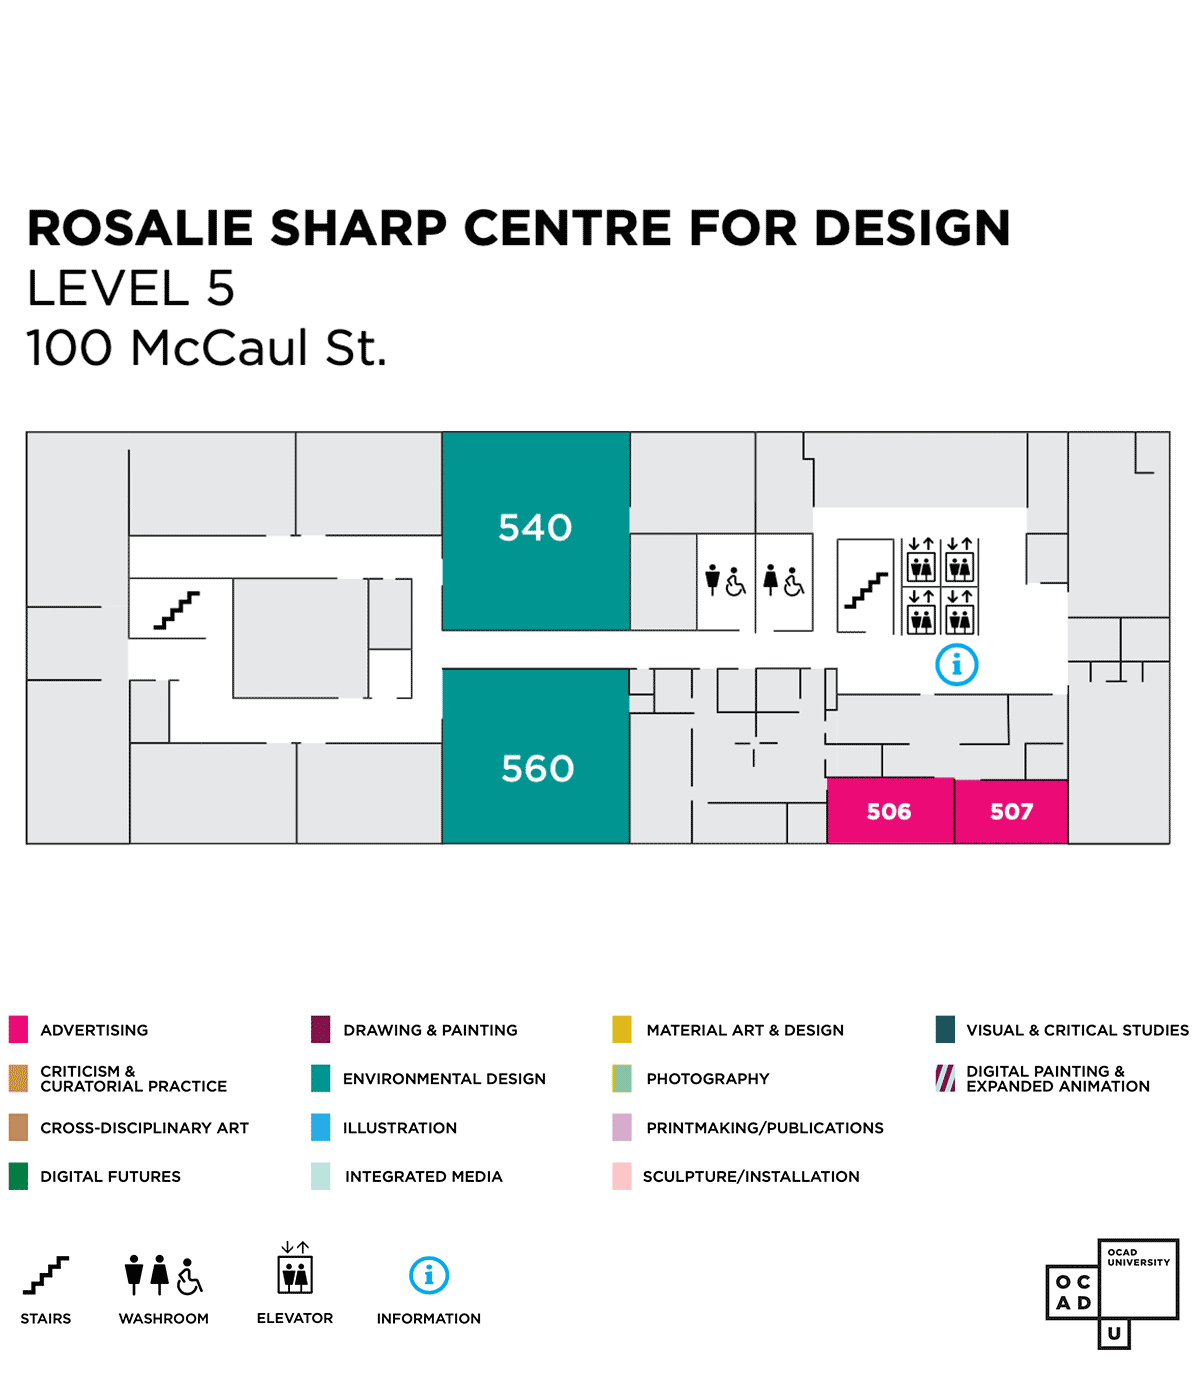 ROSALIE SHARP CENTRE FOR DESIGN
LEVEL 5
100 McCaul St.
540
560
506
507
ADVERTISING
CRITICISM &
CURATORIAL PRACTICE
CROSS-DISCIPLINARY ART
DIGITAL FUTURES
DRAWING & PAINTING
ENVIRONMENTAL DESIGN
ILLUSTRATION
INTEGRATED MEDIA
MATERIAL ART & DESIGN
PHOTOGRAPHY
PRINTMAKING/PUBLICATIONS
SCULPTURE/INSTALLATION
VISUAL & CRITICAL STUDIES
DIGITAL PAINTING &
EXPANDED ANIMATION
STAIRS
WASHROOM
ELEVATOR
INFORMATION
OCAD
UNIVERSITY
OC
AD
U